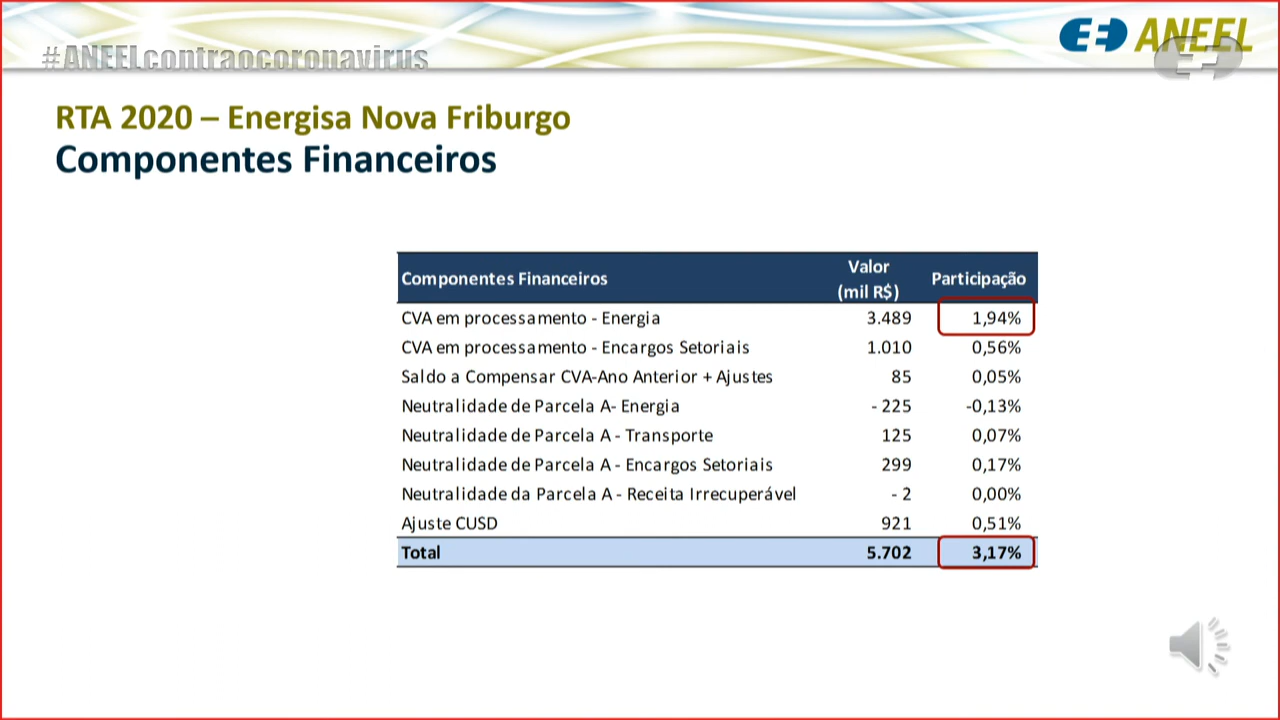 #ANEELcontraocoronavirus
ANEEL
RTA 2020 – Energisa Nova Friburgo
Componentes Financeiros
Componentes Financeiros Valor (mil R$) Participação
CVA em processamento - Energia 3.489 1,94%
CVA em processamento - Encargos Setoriais 1.010 0,56%
Saldo a Compensar CVA-Ano Anterior + Ajustes 85 0,05%
Neutralidade de Parcela A- Energia - 225 -0,13%
Neutralidade de Parcela A - Transporte 125 0,07%
Neutralidade de Parcela A - Encargos Setoriais 299 0,17%
Neutralidade da Parcela A - Receita Irrecuperável - 2 0,00%
Ajuste CUSD 921 0,51%
Total 5.702 3,17%